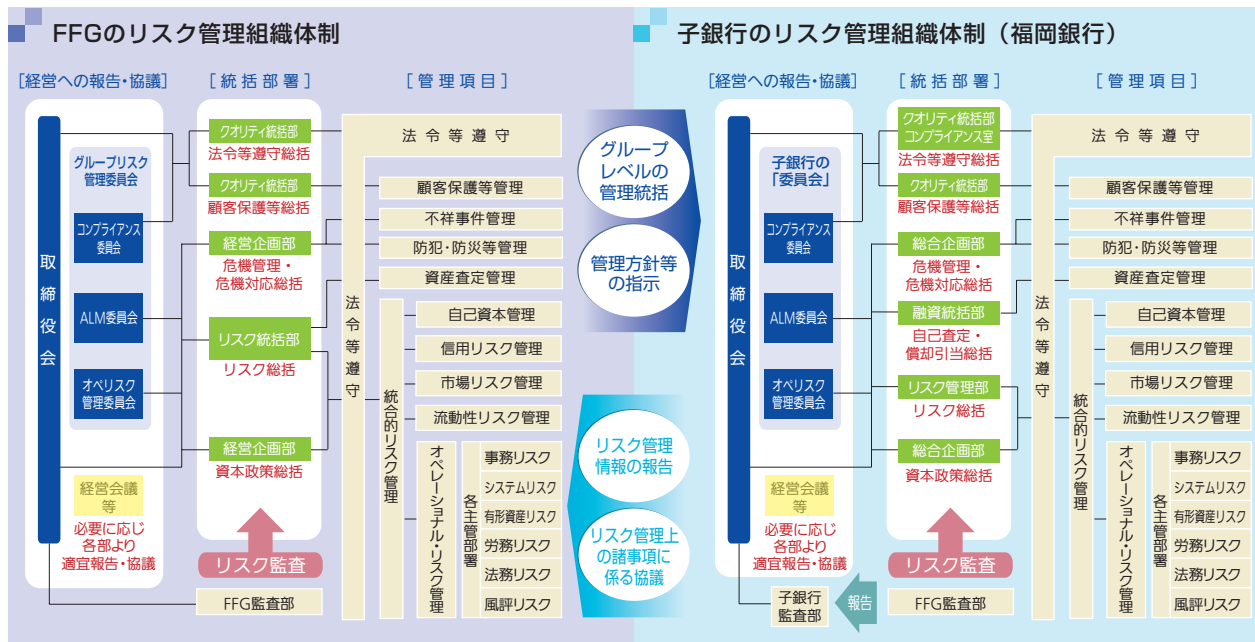 FFGのリスク管理組織体制
[経営への報告・協議]
[統括部署]
[管理項目]
取締役会
グループリスク
管理委員会
コンプライアンス
委員会
ALM委員会
オペリスク
管理委員会
経営会議
等
必要に応じ
各部より
適宜報告・協議
クオリティ統括部
法令等遵守総括
クオリティ統括部
顧客保護等総括
経営企画部
危機管理・
危機対応総括
リスク統括部
リスク総括
経営企画部
資本政策総括
リスク監査
FFG監査部
法令等遵守
法令等遵守
顧客保護等管理
不祥事件管理
防犯・防災等管理
資産査定管理
統合的リスク管理
自己資本管理
信用リスク管理
市場リスク管理
流動性リスク管理
オペレーショナル・リスク管理
各主管部署
事務リスク
システムリスク
有形資産リスク
労務リスク
法務リスク
風評リスク
グループ
レベルの
管理統括
管理方針等
の指示
リスク管理
情報の報告
リスク管理上
の諸事項に
係る協議
子銀行のリスク管理組織体制（福岡銀行）
[経営への報告・協議]
[統括部署]
[管理項目]
取締役会
子銀行の
「委員会」
コンプライアンス
委員会
ALM委員会
オペリスク
管理委員会
経営会議
等
必要に応じ
各部より
適宜報告・協議
子銀行
監査部
報告
クオリティ統括部
コンプライアンス室
法令等遵守総括
クオリティ統括部
顧客保護等総括
総合企画部
危機管理・
危機対応総括
融資統括部
自己査定・
償却引当総括
リスク管理部
リスク総括
総合企画部
資本政策総括
リスク監査
FFG監査部
法令等遵守
法令等遵守
顧客保護等管理
不祥事件管理
防犯・防災等管理
資産査定管理
統合的リスク管理
自己資本管理
信用リスク管理
市場リスク管理
流動性リスク管理
オペレーショナル・リスク管理
各主管部署
事務リスク
システムリスク
有形資産リスク
労務リスク
法務リスク
風評リスク